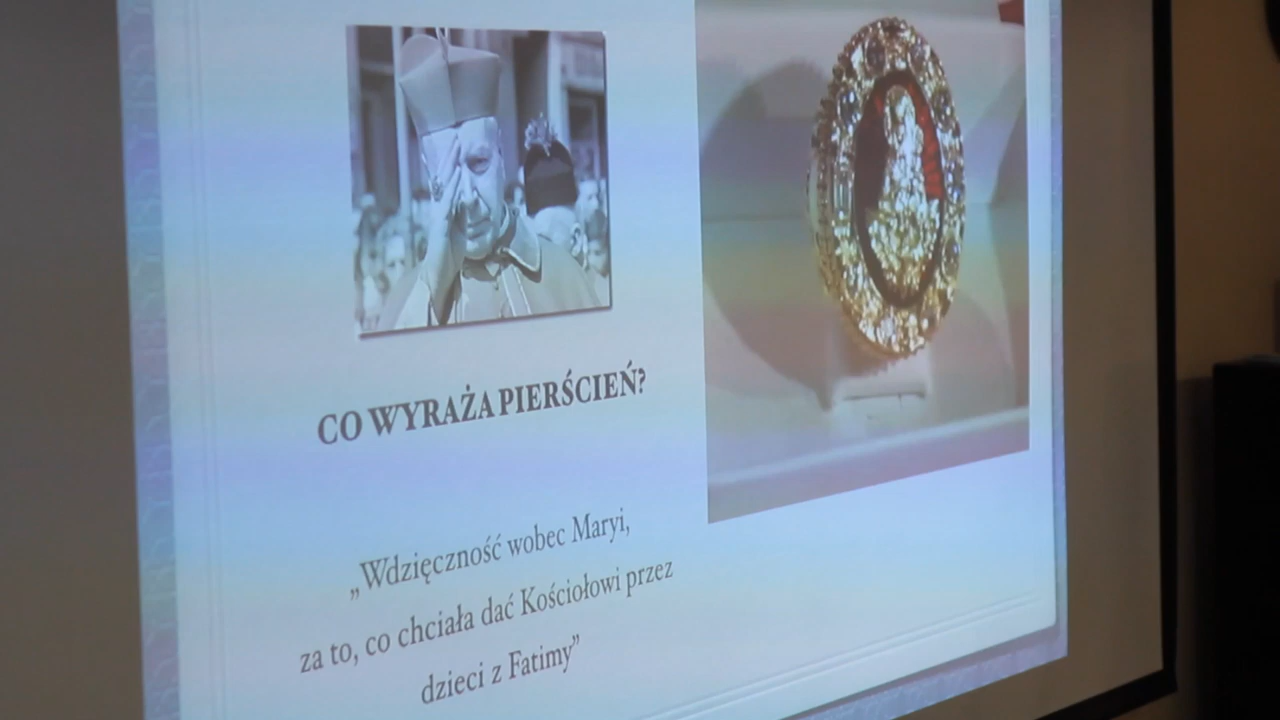 CO WYRAŻA PIERŚCIEŃ?
„Wdzięczność wobec Maryi,
za to, co chciała dać Kościołowi przez
dzieci z Fatimy”